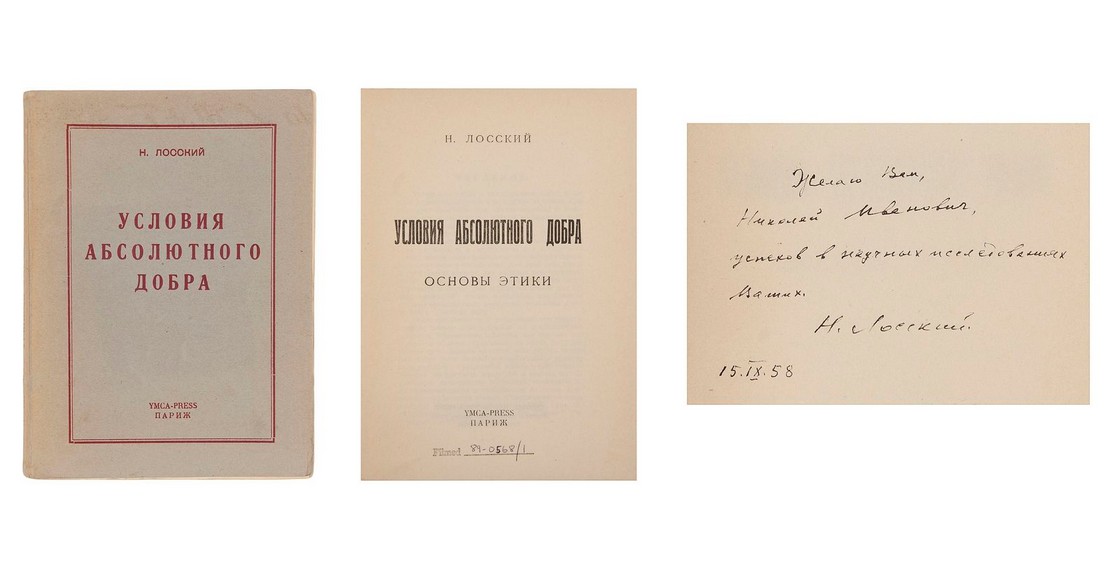 Н. ЛОССКИЙ
УСЛОВИЯ
АБСОЛЮТНОГО
ДОБРА
YMCA-PRESS
ПАРИЖ
Н. ЛОССКИЙ
УСЛОВИЯ АБСОЛЮТНОГО ДОБРА
ОСНОВЫ ЭТИКИ
YMCA-PRESS
ПАРИЖ
Filmed 89-0568/1
Желаю Вам,
Николай Иванович,
успехов в научных исследованиях
Ваших.
Н. Лосский.
15.IX.58